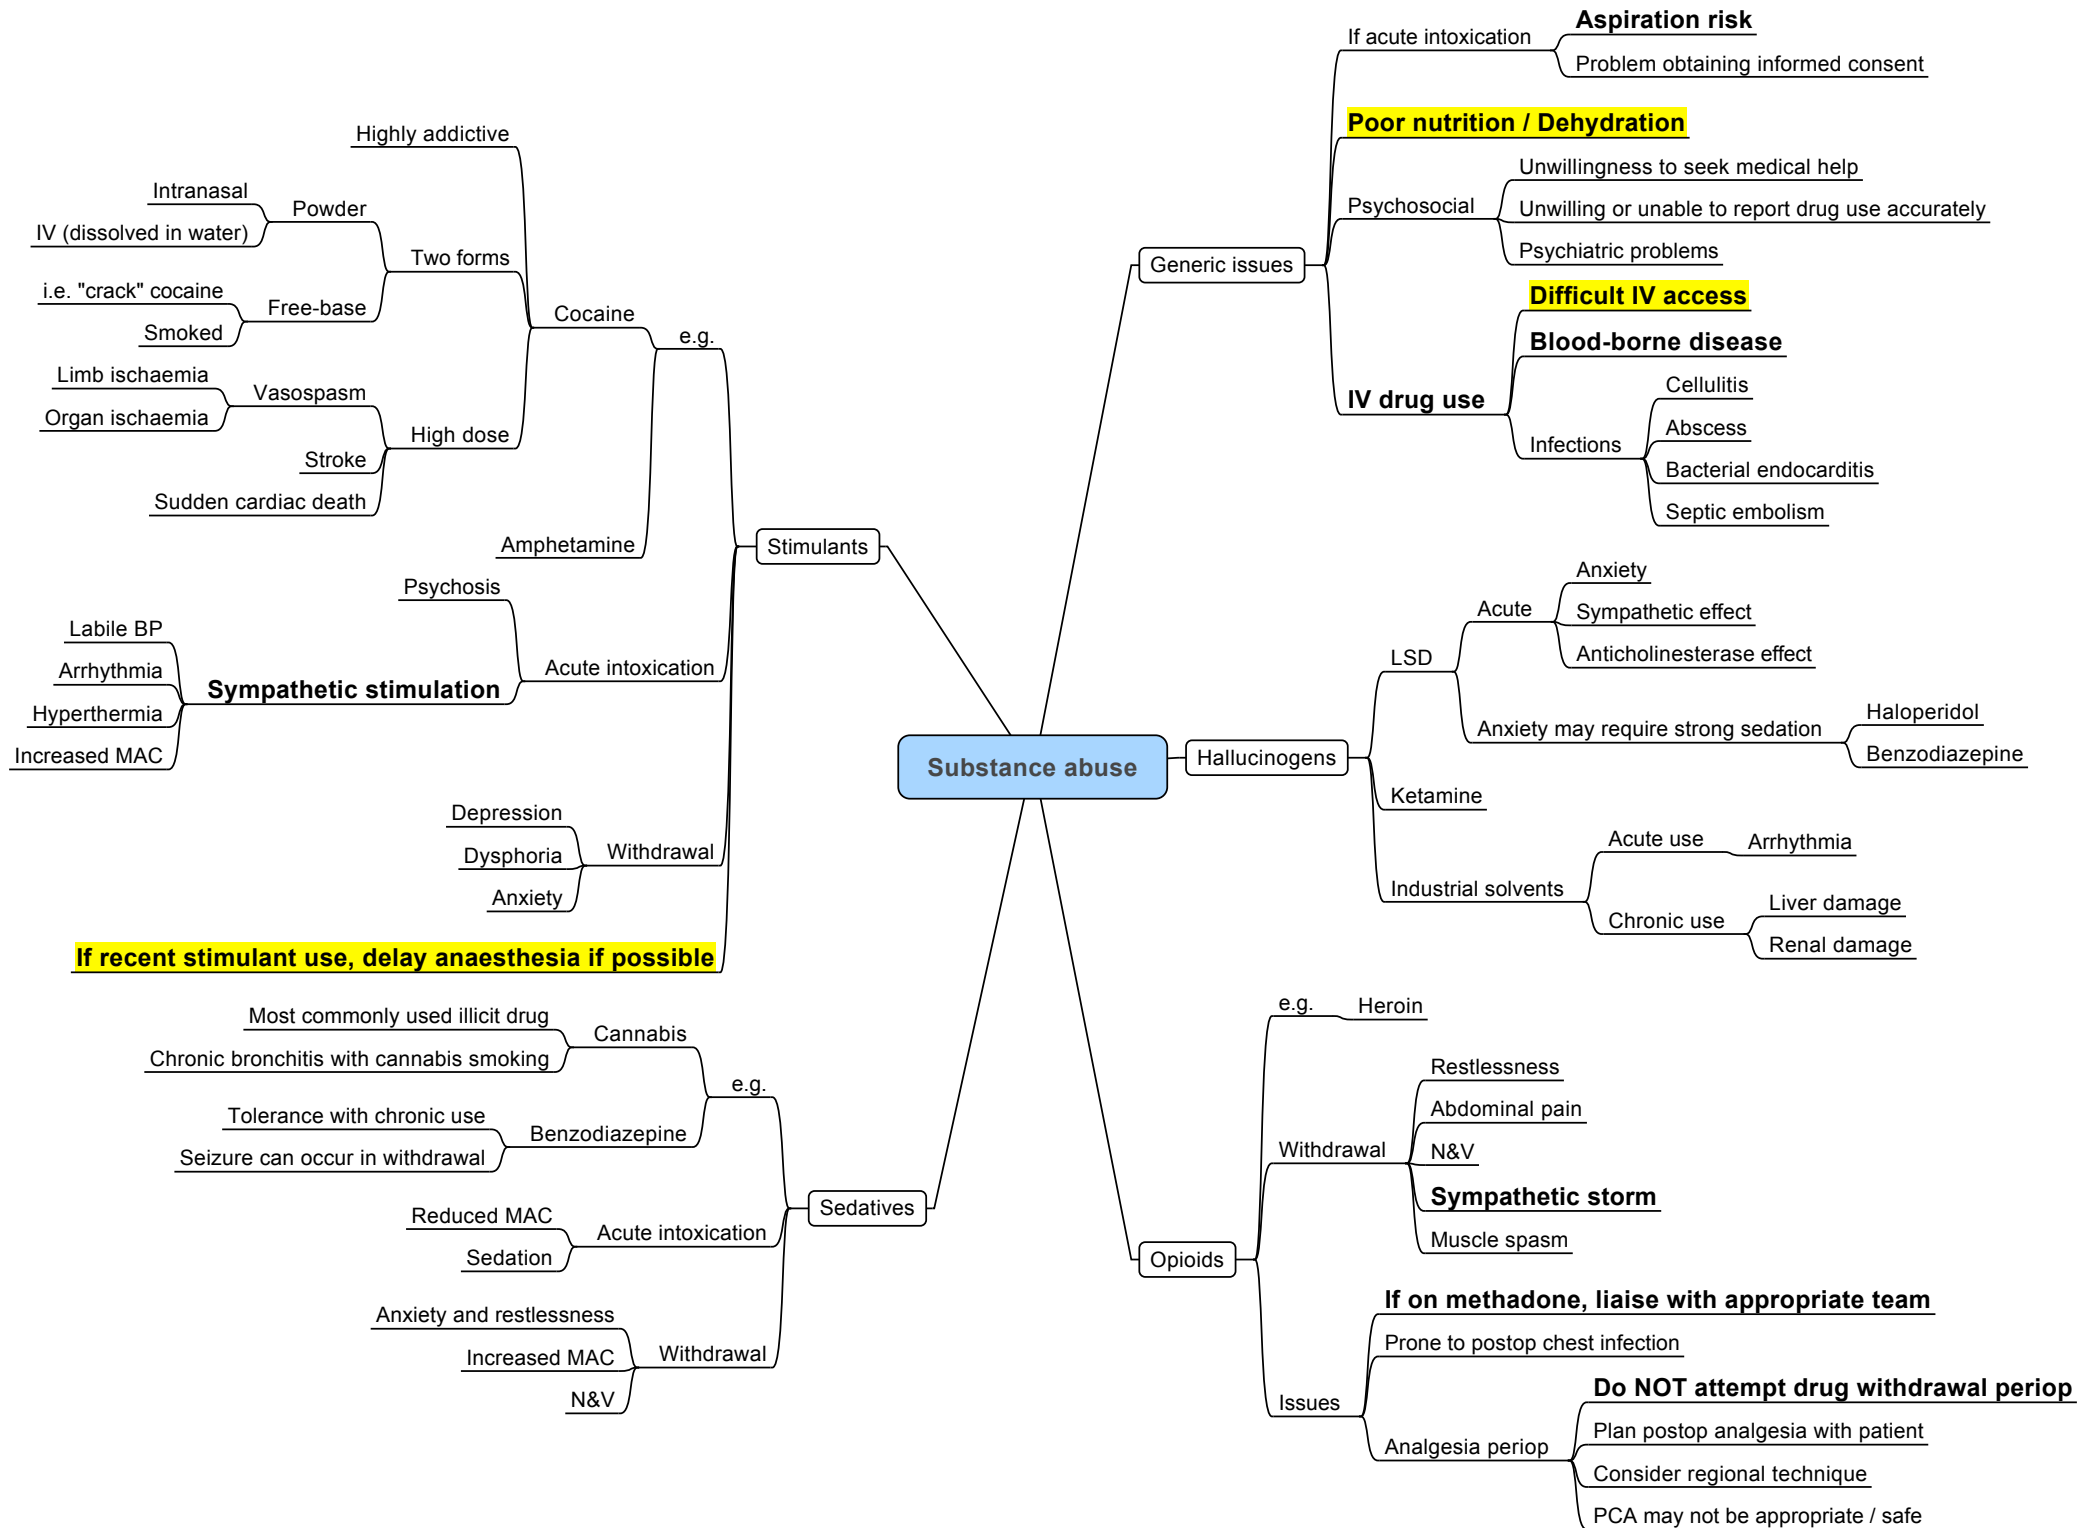 Substance abuse
Generic issues
If acute intoxication
Aspiration risk
Problem obtaining informed consent
Poor nutrition / Dehydration
Psychosocial
Unwillingness to seek medical help
Unwilling or unable to report drug use accurately
Psychiatric problems
IV drug use
Difficult IV access
Blood-borne disease
Infections
Cellulitis
Abscess
Bacterial endocarditis
Septic embolism
Hallucinogens
LSD
Acute
Anxiety
Sympathetic effect
Anticholinesterase effect
Anxiety may require strong sedation
Haloperidol
Benzodiazepine
Ketamine
Industrial solvents
Acute use
Arrhythmia
Chronic use
Liver damage
Renal damage
Opioids
e.g.
Heroin
Withdrawal
Restlessness
Abdominal pain
N&V
Sympathetic storm
Muscle spasm
Issues
If on methadone, liaise with appropriate team
Prone to postop chest infection
Analgesia periop
Do NOT attempt drug withdrawal periop
Plan postop analgesia with patient
Consider regional technique
PCA may not be appropriate / safe
Stimulants
e.g.
Cocaine
Highly addictive
Two forms
Powder
Intranasal
IV (dissolved in water)
Free-base
i.e. "crack" cocaine
Smoked
High dose
Vasospasm
Limb ischaemia
Organ ischaemia
Stroke
Sudden cardiac death
Amphetamine
Acute intoxication
Psychosis
Sympathetic stimulation
Labile BP
Arrhythmia
Hyperthermia
Increased MAC
Withdrawal
Depression
Dysphoria
Anxiety
If recent stimulant use, delay anaesthesia if possible
Sedatives
e.g.
Cannabis
Most commonly used illicit drug
Chronic bronchitis with cannabis smoking
Benzodiazepine
Tolerance with chronic use
Seizure can occur in withdrawal
Acute intoxication
Reduced MAC
Sedation
Withdrawal
Anxiety and restlessness
Increased MAC
N&V